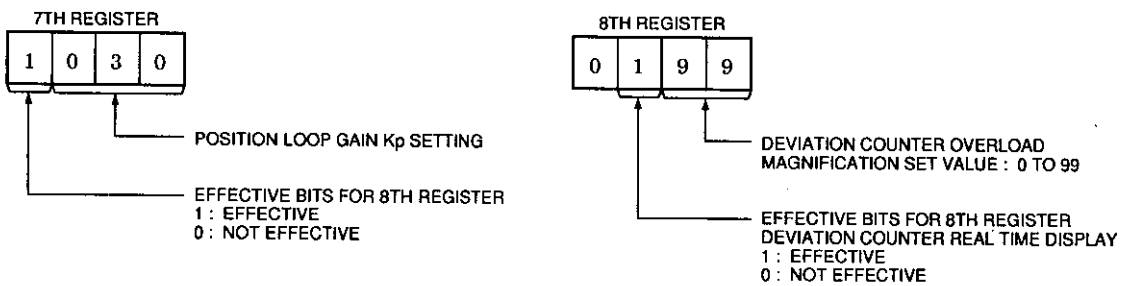 7TH REGISTER
1 0 3 0
POSITION LOOP GAIN Kp SETTING
EFFECTIVE BITS FOR 8TH REGISTER
1 : EFFECTIVE
0 : NOT EFFECTIVE
8TH REGISTER
0 1 9 9
DEVIATION COUNTER OVERLOAD
MAGNIFICATION SET VALUE : 0 TO 99
EFFECTIVE BITS FOR 8TH REGISTER
DEVIATION COUNTER REAL TIME DISPLAY
1 : EFFECTIVE
0 : NOT EFFECTIVE